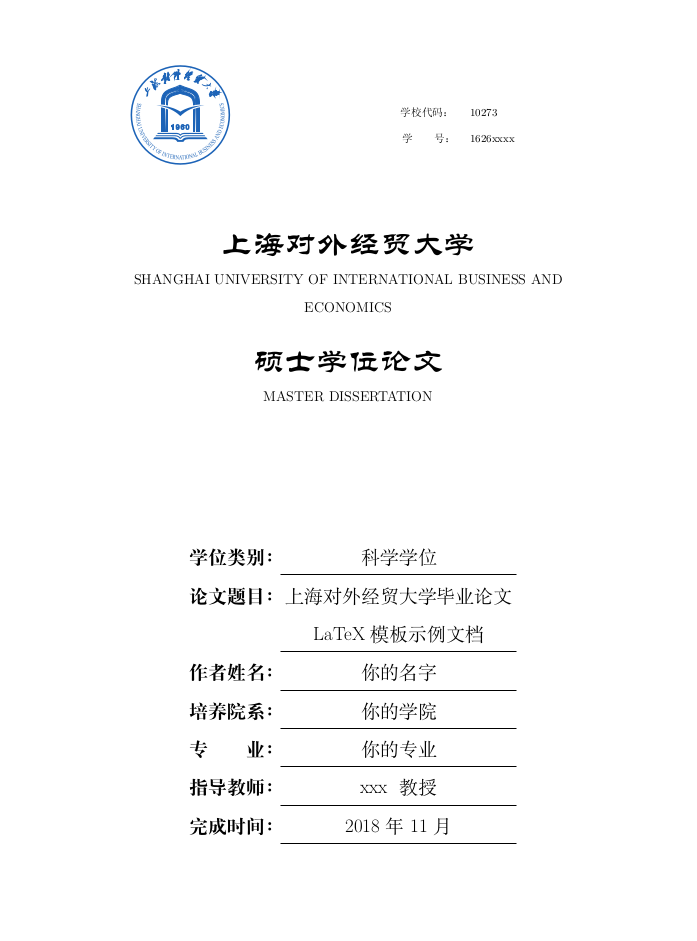 上海对外经贸大学
SHANGHAI UNIVERSITY OF INTERNATIONAL BUSINESS AND ECONOMICS
1960
学校代码： 10273
学 号： 1626xxxx
上海对外经贸大学
SHANGHAI UNIVERSITY OF INTERNATIONAL BUSINESS AND
ECONOMICS
硕士学位论文
MASTER DISSERTATION
学位类别： 科学学位
论文题目： 上海对外经贸大学毕业论文
LaTeX 模板示例文档
作者姓名： 你的名字
培养院系： 你的学院
专 业： 你的专业
指导教师： xxx 教授
完成时间： 2018 年 11 月